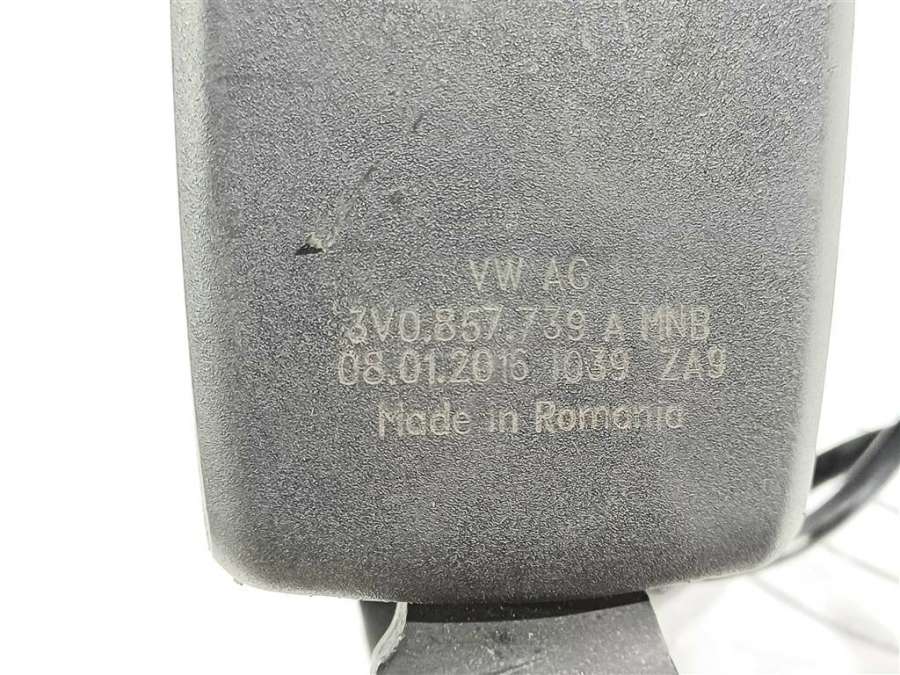 VW AG
3V0.857.739 A MNB
08.01.2016 1039 ZA9
Made in Romania